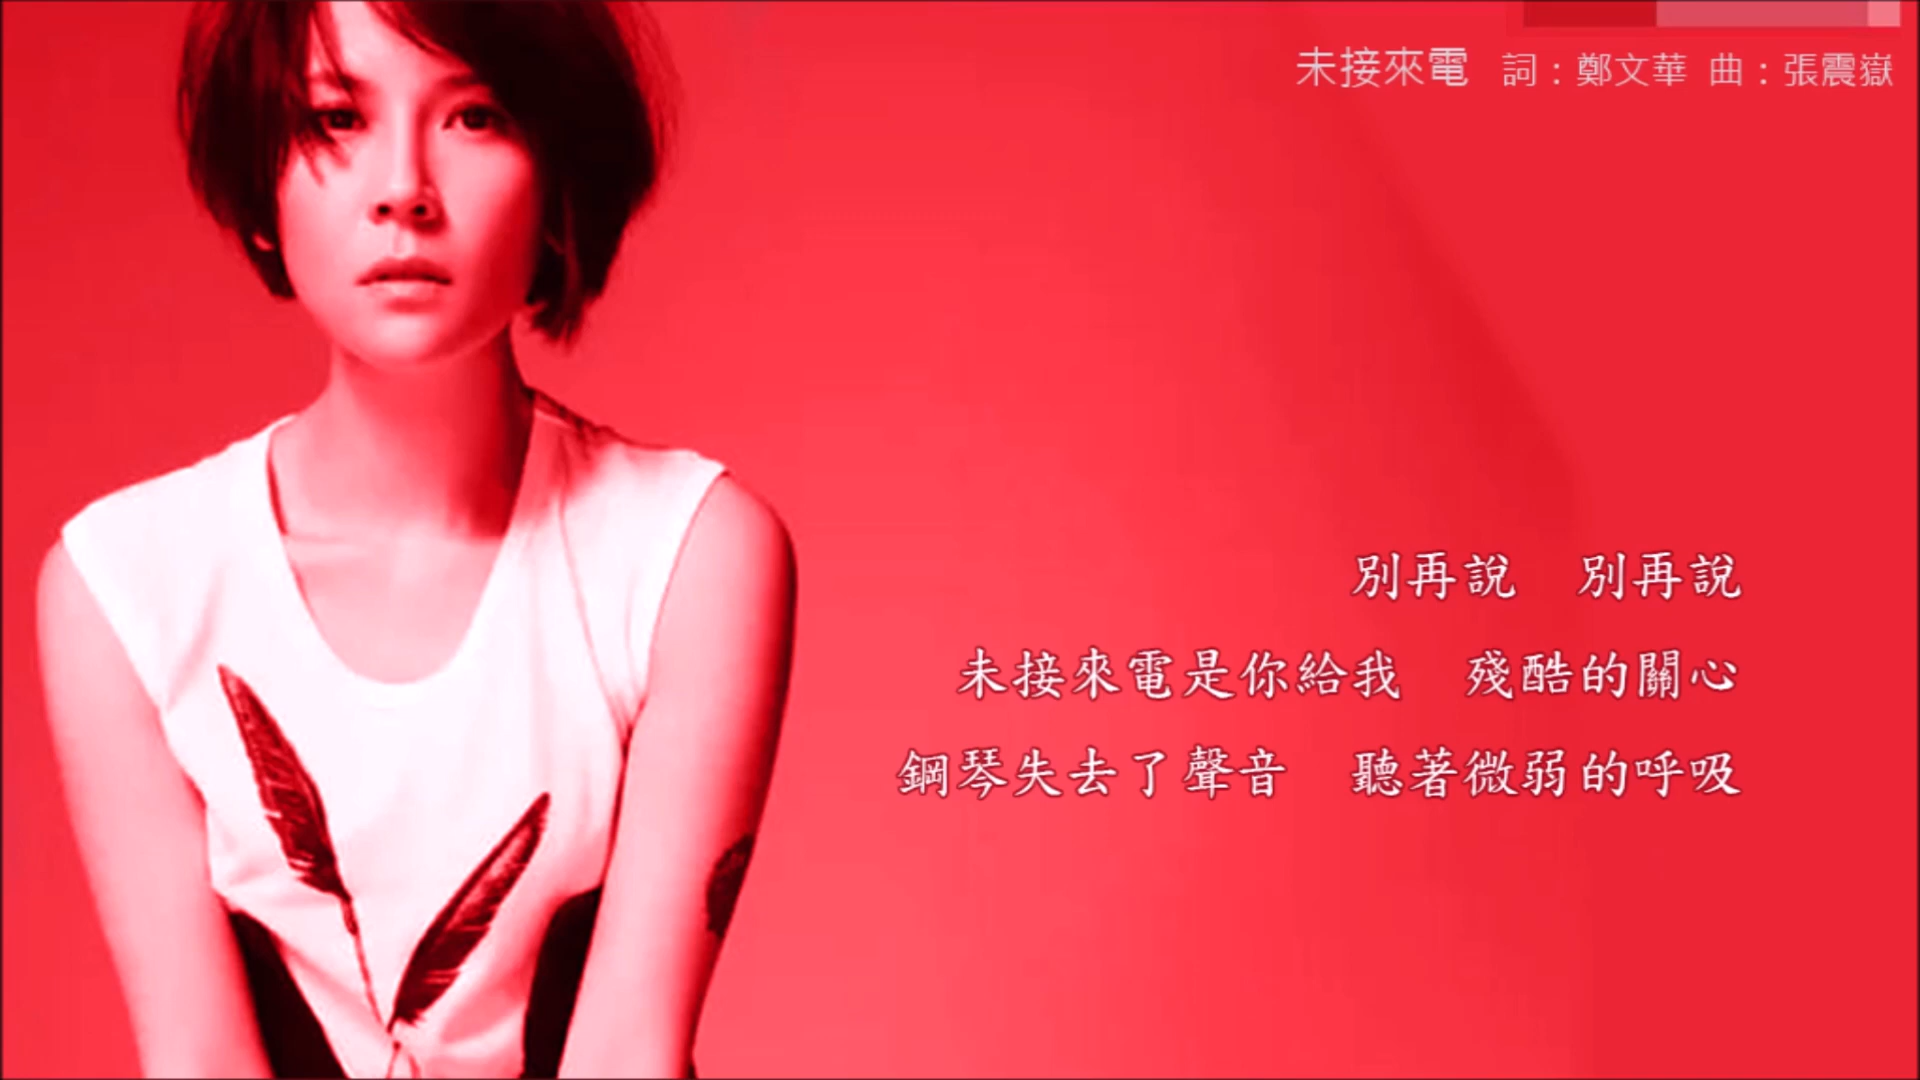 未接來電 詞：鄭文華 曲：張震嶽
別再說 別再說
未接來電是你給我 殘酷的關心
鋼琴失去了聲音 聽著微弱的呼吸